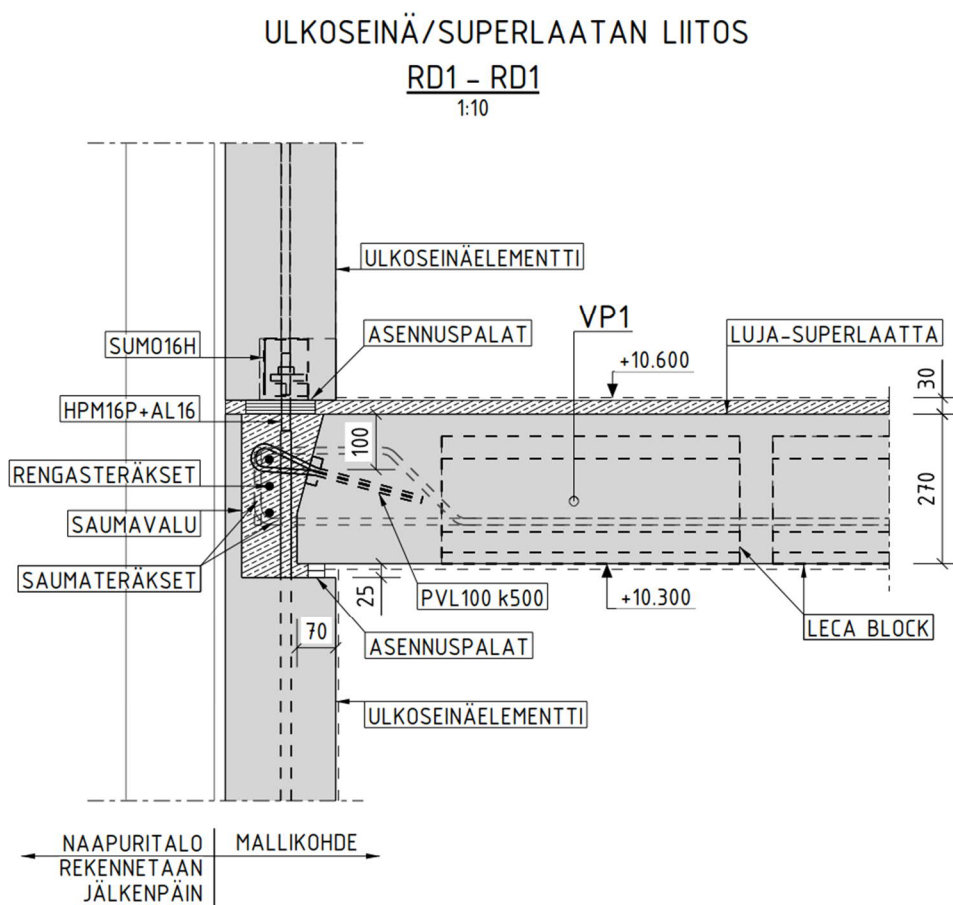 ULKOSEINÄ/SUPERLAATAN LIITOS
RD1 - RD1
1:10
ULKOSEINÄELEMENTTI
SUMO16H
ASENNUSPALAT
VP1
LUJA-SUPERLAATTA
+10.600
30
HPM16P+AL16
100
RENGASTERÄKSET
270
SAUMAVALU
SAUMATERÄKSET
25
PVL100 k500
+10.300
LECA BLOCK
70
ASENNUSPALAT
ULKOSEINÄELEMENTTI
NAAPURITALO
REKENNETAAN
JÄLKENPÄIN
MALLIKOHDE